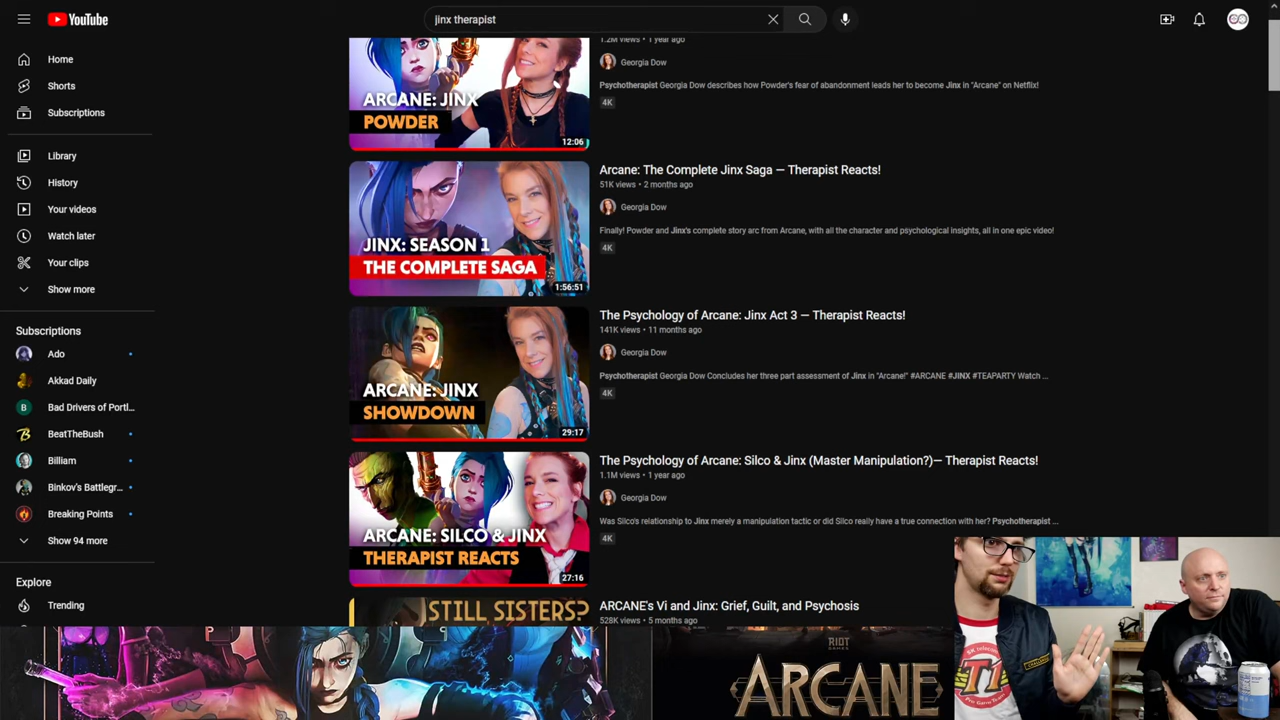 YouTube
jinx therapist
Home
Shorts
Subscriptions
Library
History
Your videos
Watch later
Your clips
Show more
Subscriptions
Ado
Akkad Daily
Bad Drivers of Portl...
BeatTheBush
Billiam
Binkov's Battlegr...
Breaking Points
Show 94 more
Explore
Trending
ARCANE: JINX
POWDER
12:06
1.2M views • 1 year ago
Georgia Dow
Psychotherapist Georgia Dow describes how Powder's fear of abandonment leads her to become Jinx in "Arcane" on Netflix!
4K
JINX: SEASON 1
THE COMPLETE SAGA
1:56:51
Arcane: The Complete Jinx Saga — Therapist Reacts!
51K views • 2 months ago
Georgia Dow
Finally! Powder and Jinx's complete story arc from Arcane, with all the character and psychological insights, all in one epic video!
4K
ARCANE: JINX
SHOWDOWN
29:17
The Psychology of Arcane: Jinx Act 3 — Therapist Reacts!
141K views • 11 months ago
Georgia Dow
Psychotherapist Georgia Dow Concludes her three part assessment of Jinx in "Arcane!" #ARCANE #JINX #TEAPARTY Watch ...
4K
ARCANE: SILCO & JINX
THERAPIST REACTS
27:16
The Psychology of Arcane: Silco & Jinx (Master Manipulation?)— Therapist Reacts!
1.1M views • 1 year ago
Georgia Dow
Was Silco's relationship to Jinx merely a manipulation tactic or did Silco really have a true connection with her? Psychotherapist ...
4K
STILL SISTERS?
ARCANE's Vi and Jinx: Grief, Guilt, and Psychosis
528K views • 5 months ago
RIOT
GAMES
ARCANE
T1